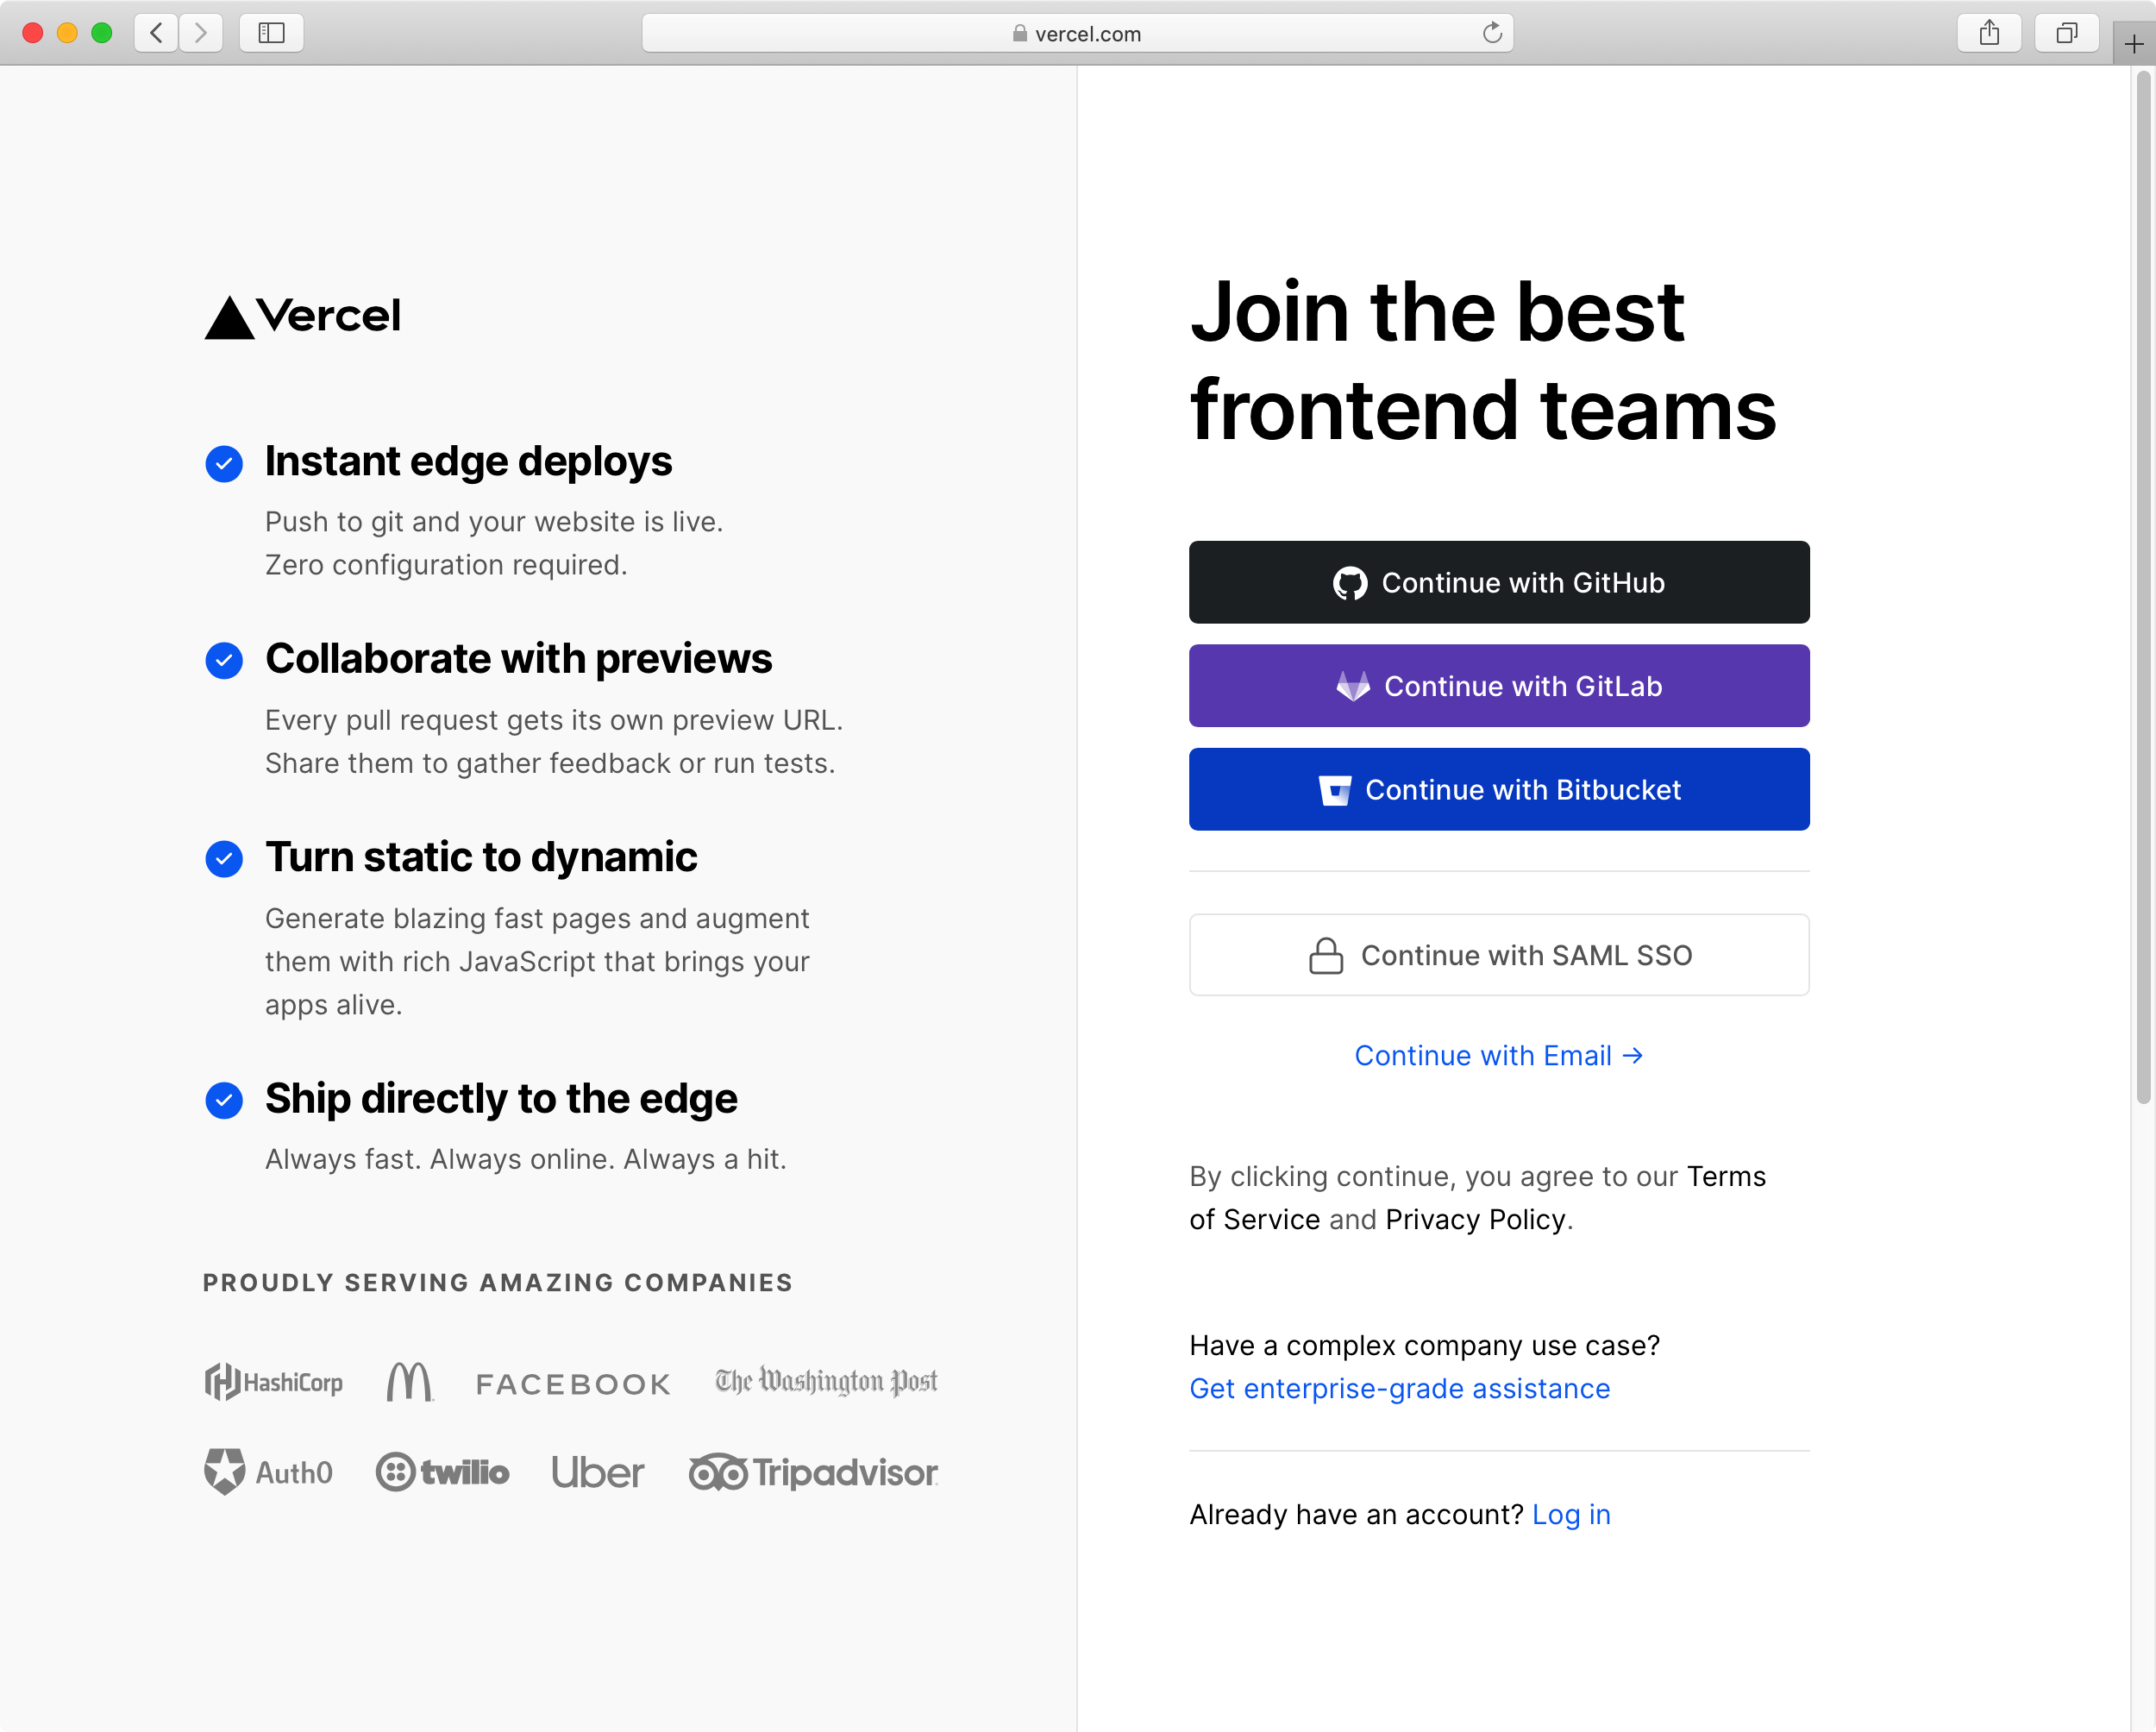 vercel.com
Vercel
Instant edge deploys
Push to git and your website is live.
Zero configuration required.
Collaborate with previews
Every pull request gets its own preview URL.
Share them to gather feedback or run tests.
Turn static to dynamic
Generate blazing fast pages and augment
them with rich JavaScript that brings your
apps alive.
Ship directly to the edge
Always fast. Always online. Always a hit.
PROUDLY SERVING AMAZING COMPANIES
HashiCorp FACEBOOK The Washington Post
Auth0 twilio Uber Tripadvisor
Join the best
frontend teams
Continue with GitHub
Continue with GitLab
Continue with Bitbucket
Continue with SAML SSO
Continue with Email →
By clicking continue, you agree to our Terms
of Service and Privacy Policy.
Have a complex company use case?
Get enterprise-grade assistance
Already have an account? Log in